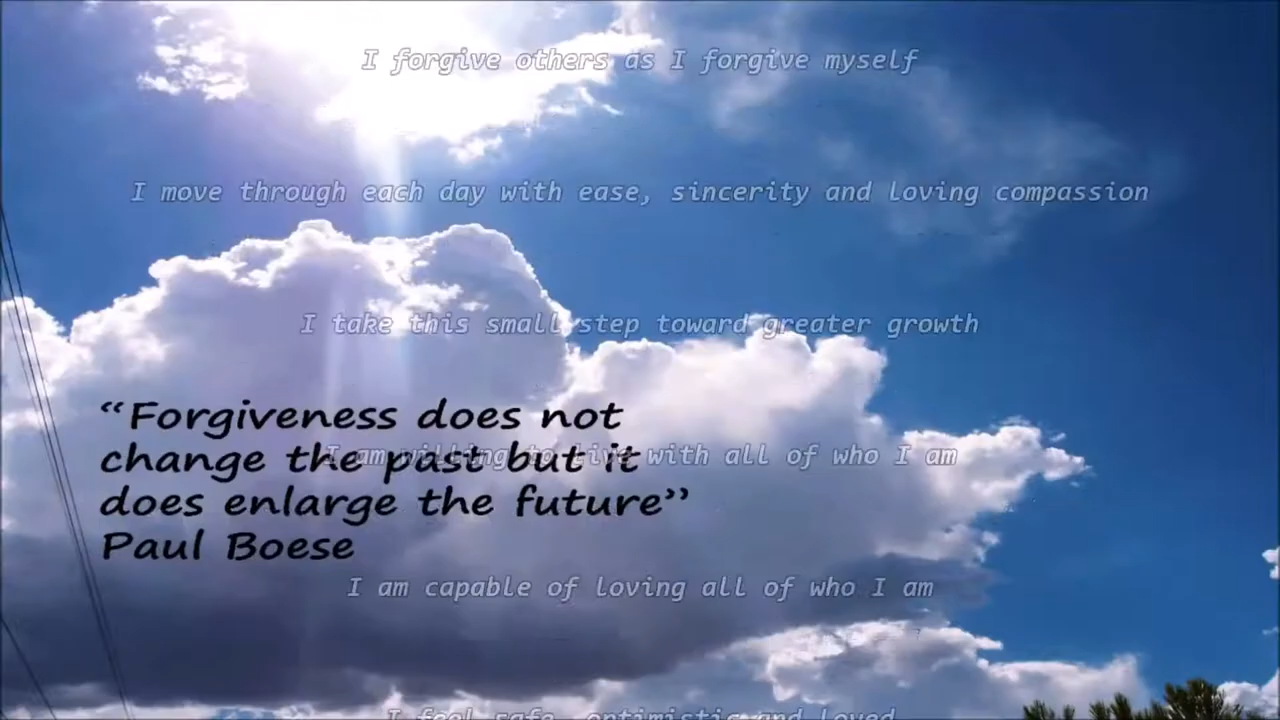 I forgive others as I forgive myself
I move through each day with ease, sincerity and loving compassion
I take this small step toward greater growth
“Forgiveness does not
change the past but it
I am willing to live with all of who I am
does enlarge the future”
Paul Boese
I am capable of loving all of who I am
I feel safe, optimistic and loved